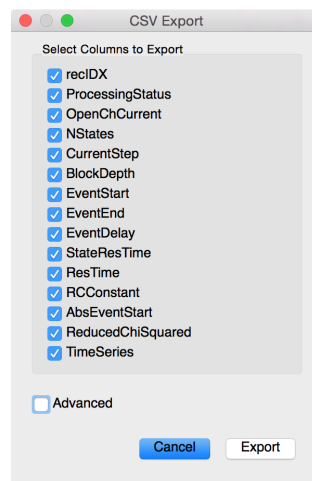 CSV Export
Select Columns to Export
recIDX
ProcessingStatus
OpenChCurrent
NStates
CurrentStep
BlockDepth
EventStart
EventEnd
EventDelay
StateResTime
ResTime
RCConstant
AbsEventStart
ReducedChiSquared
TimeSeries
Advanced
Cancel Export